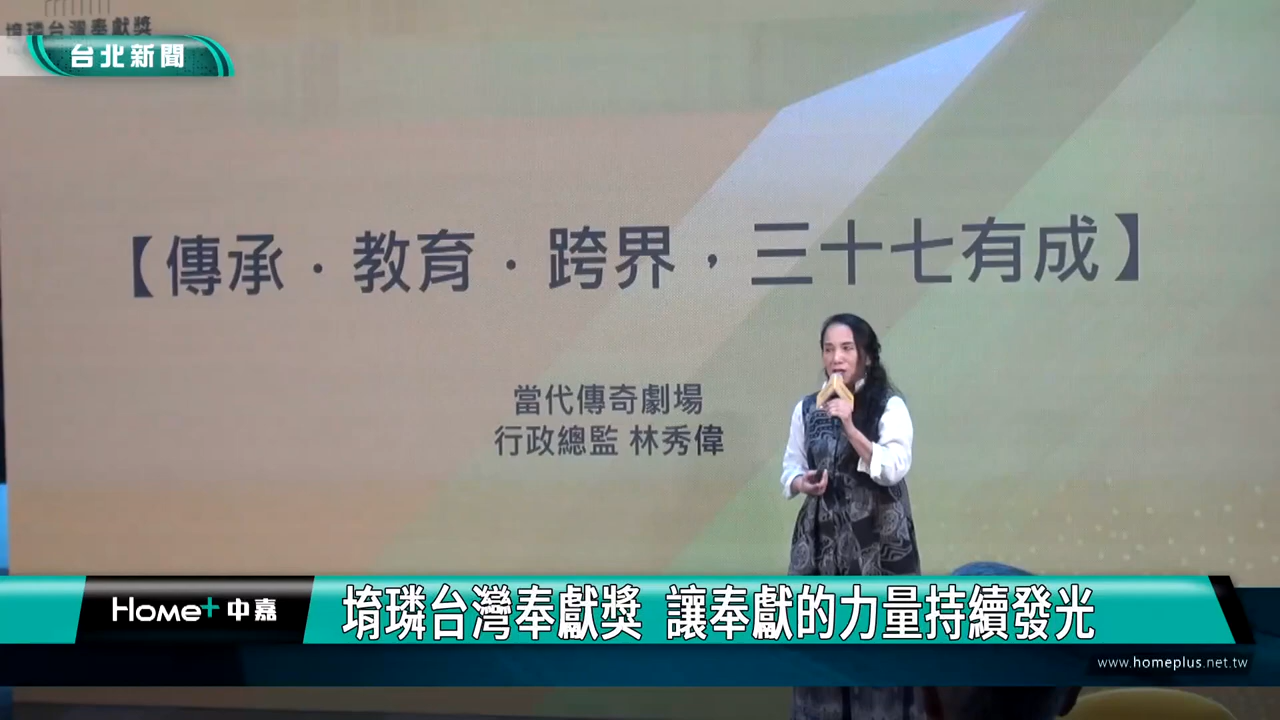 堉璘台灣奉獻獎
台北新聞
【傳承．教育．跨界，三十七有成】
當代傳奇劇場
行政總監 林秀偉
Home+中嘉
堉璘台灣奉獻獎 讓奉獻的力量持續發光
www.homeplus.net.tw